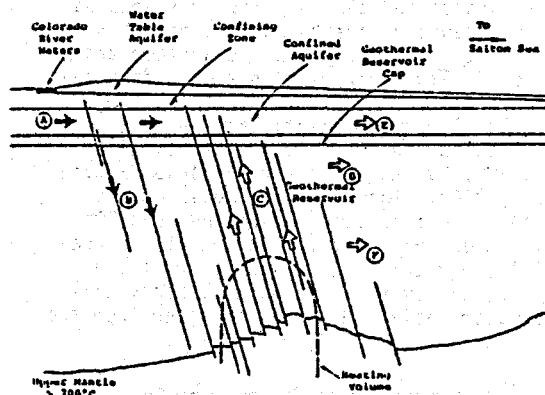 Colorado
River
Waters
Water
Table
Aquifer
Confining
Zone
Confined
Aquifer
Geothermal
Reservoir
Cap
To
Salton Sea
A
E
B
C
G
Geothermal
Reservoir
F
Upper Mantle
> 200°C
Heating
Volume